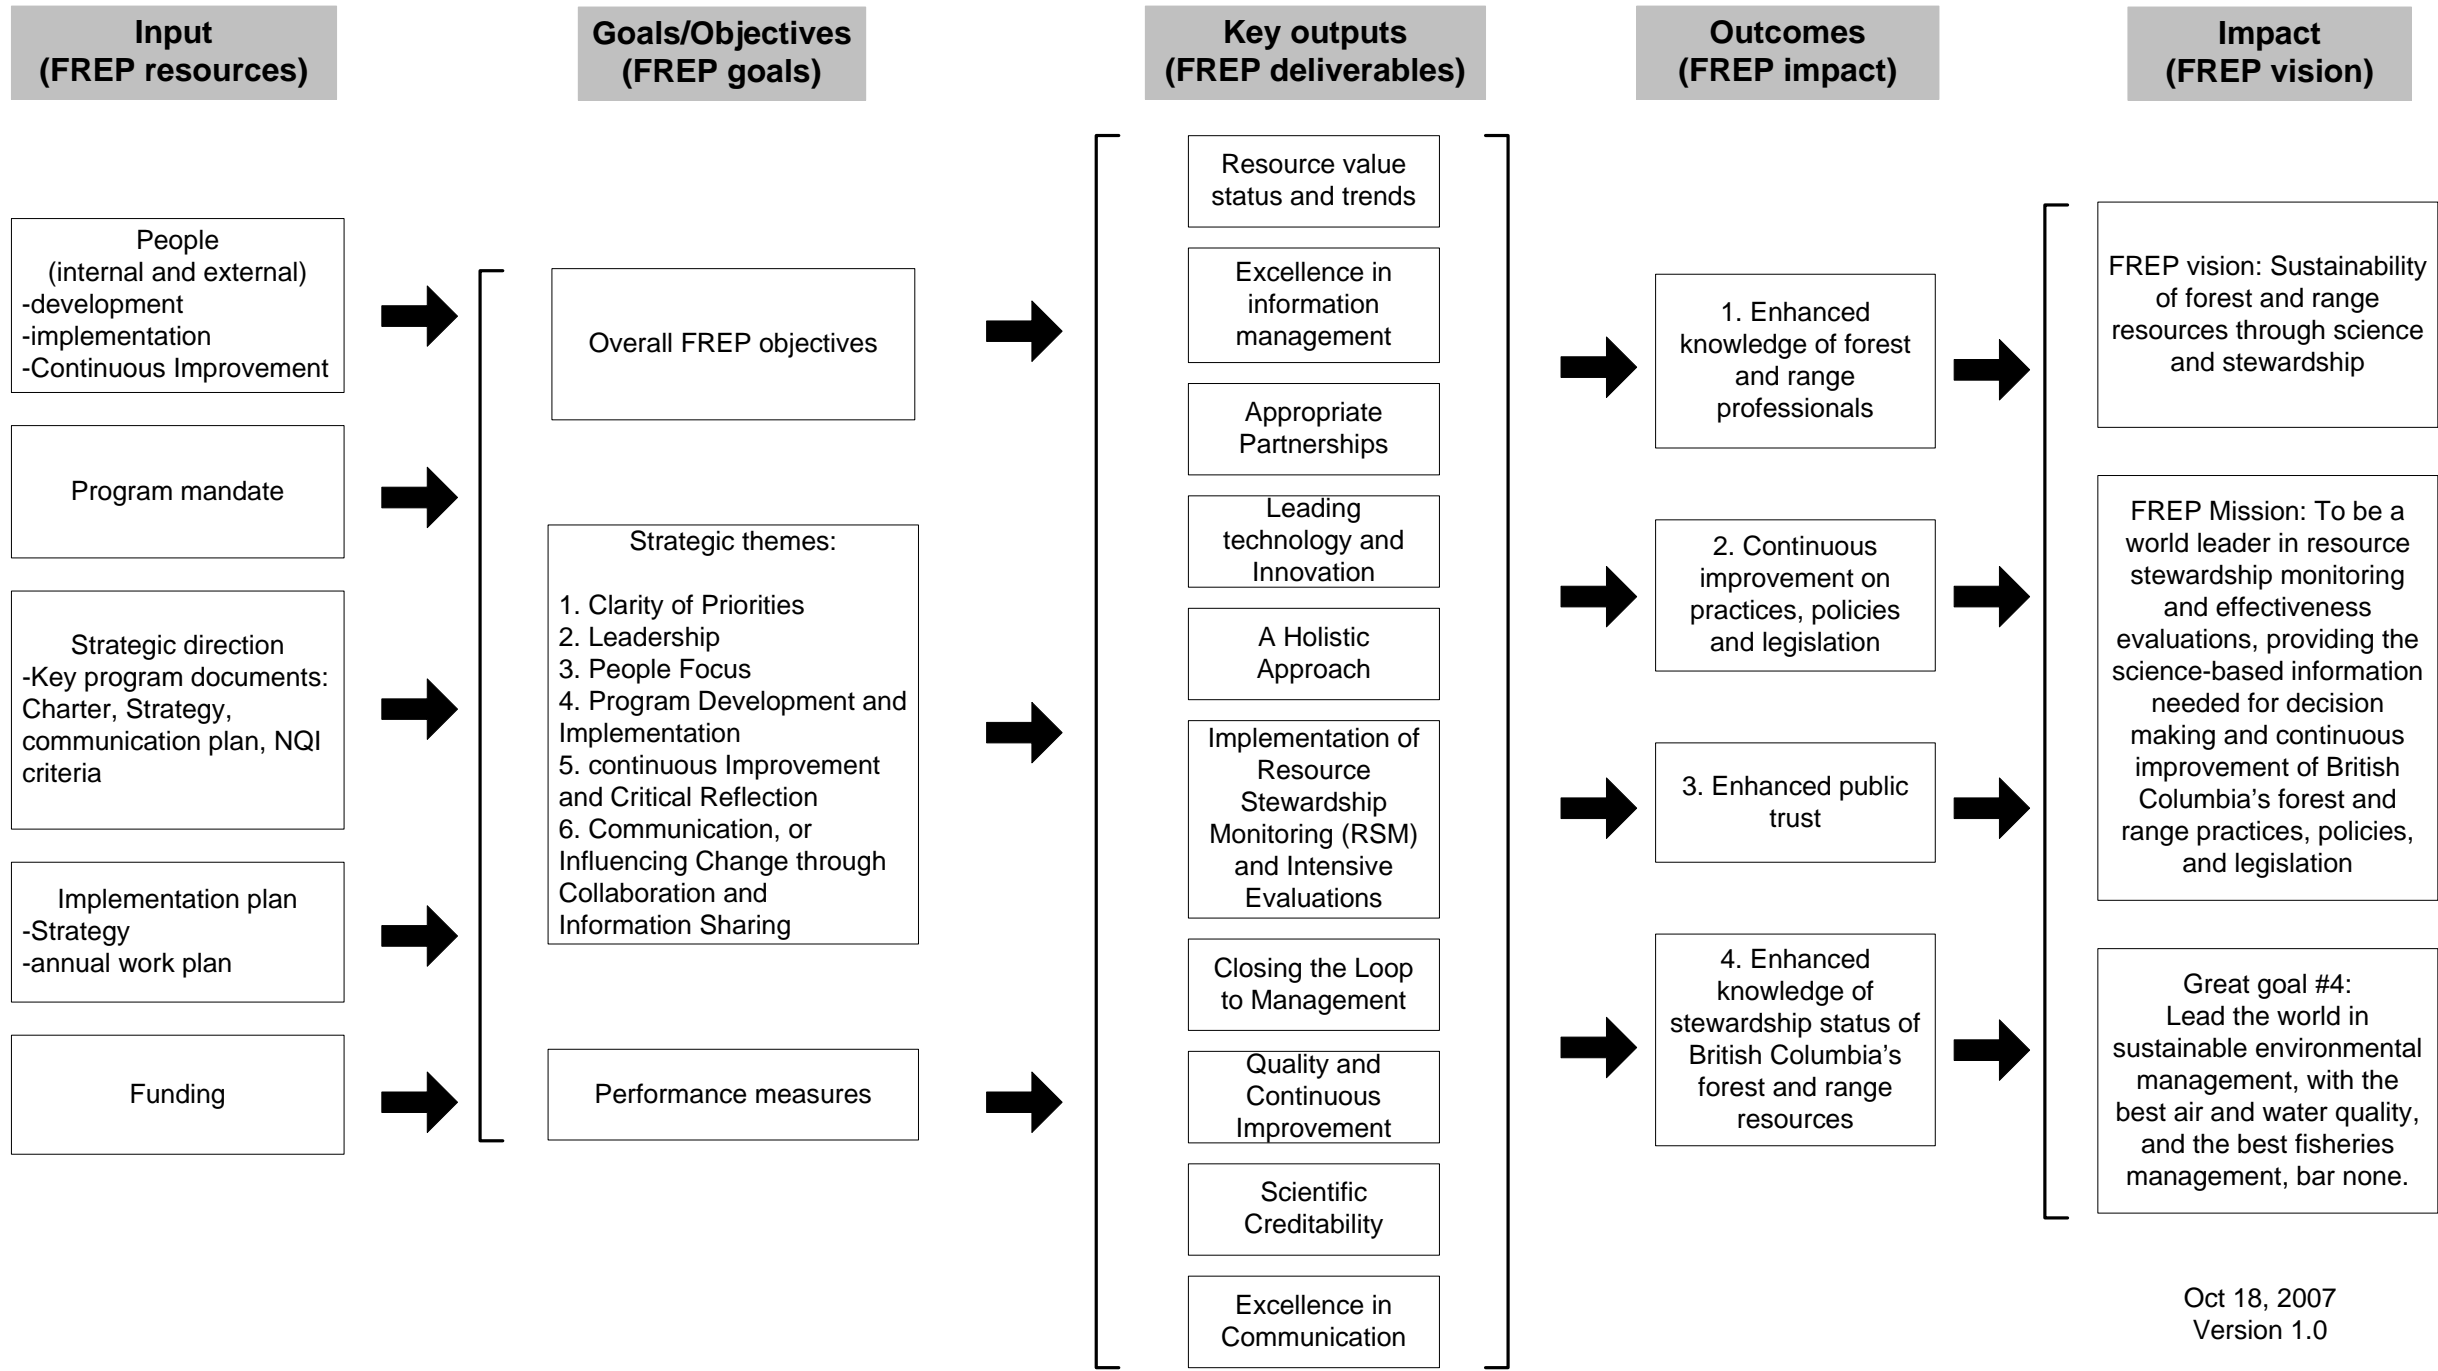 Input
(FREP resources)
Goals/Objectives
(FREP goals)
Key outputs
(FREP deliverables)
Outcomes
(FREP impact)
Impact
(FREP vision)
People
(internal and external)
-development
-implementation
-Continuous Improvement
Program mandate
Strategic direction
-Key program documents:
Charter, Strategy,
communication plan, NQI
criteria
Implementation plan
-Strategy
-annual work plan
Funding
Overall FREP objectives
Strategic themes:
1. Clarity of Priorities
2. Leadership
3. People Focus
4. Program Development and
Implementation
5. continuous Improvement
and Critical Reflection
6. Communication, or
Influencing Change through
Collaboration and
Information Sharing
Performance measures
Resource value
status and trends
Excellence in
information
management
Appropriate
Partnerships
Leading
technology and
Innovation
A Holistic
Approach
Implementation of
Resource
Stewardship
Monitoring (RSM)
and Intensive
Evaluations
Closing the Loop
to Management
Quality and
Continuous
Improvement
Scientific
Creditability
Excellence in
Communication
1. Enhanced
knowledge of forest
and range
professionals
2. Continuous
improvement on
practices, policies
and legislation
3. Enhanced public
trust
4. Enhanced
knowledge of
stewardship status of
British Columbia’s
forest and range
resources
FREP vision: Sustainability
of forest and range
resources through science
and stewardship
FREP Mission: To be a
world leader in resource
stewardship monitoring
and effectiveness
evaluations, providing the
science-based information
needed for decision
making and continuous
improvement of British
Columbia’s forest and
range practices, policies,
and legislation
Great goal #4:
Lead the world in
sustainable environmental
management, with the
best air and water quality,
and the best fisheries
management, bar none.
Oct 18, 2007
Version 1.0